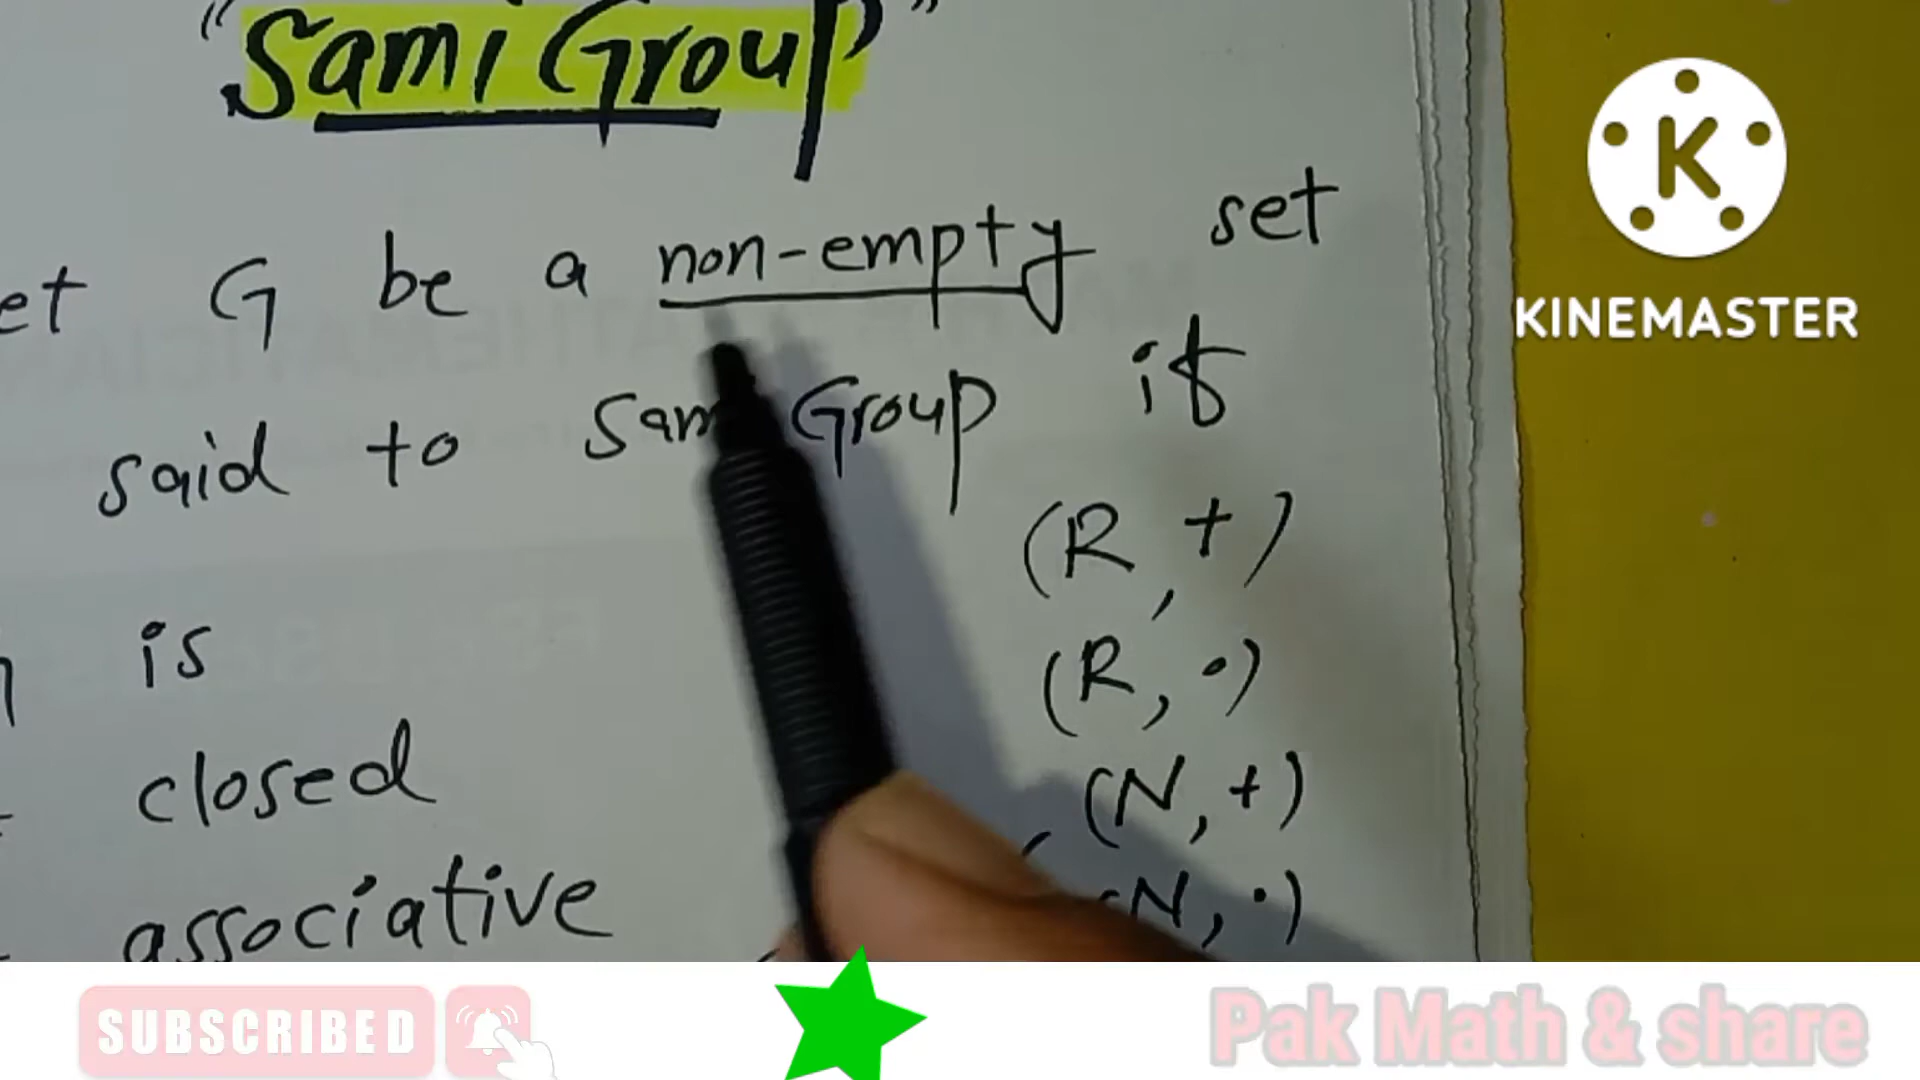 "Sami Group"
et G be a non-empty set
said to Sami Group if
(R, +)
is
(R, •)
closed
(N, +)
associative
(N, •)
KINEMASTER
SUBSCRIBED
Pak Math & share